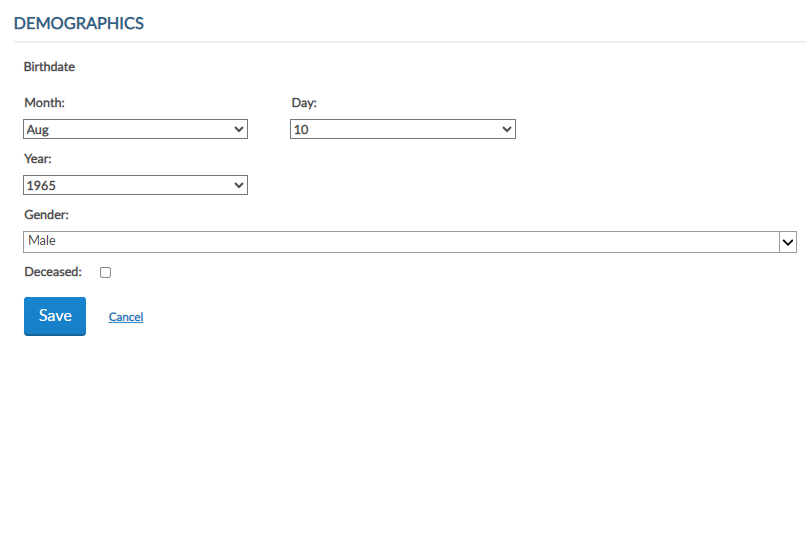 DEMOGRAPHICS
Birthdate
Month: Day:
Aug 10
Year:
1965
Gender:
Male
Deceased:
Save Cancel